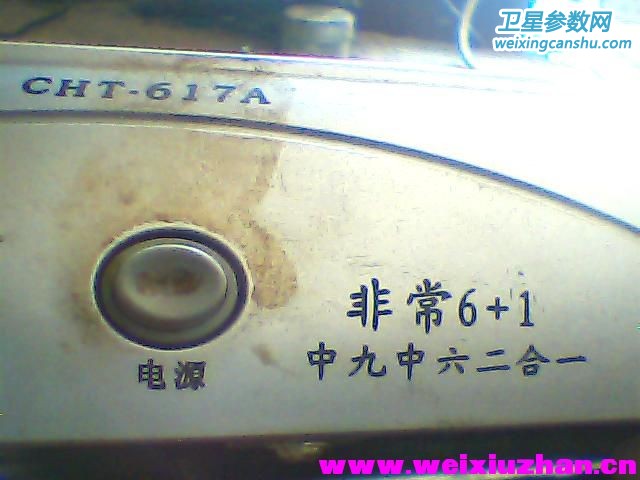 卫星参数网
weixingcanshu.com
CHT-617A
非常6+1
中九中六二合一
电源
www.weixiuzhan.cn